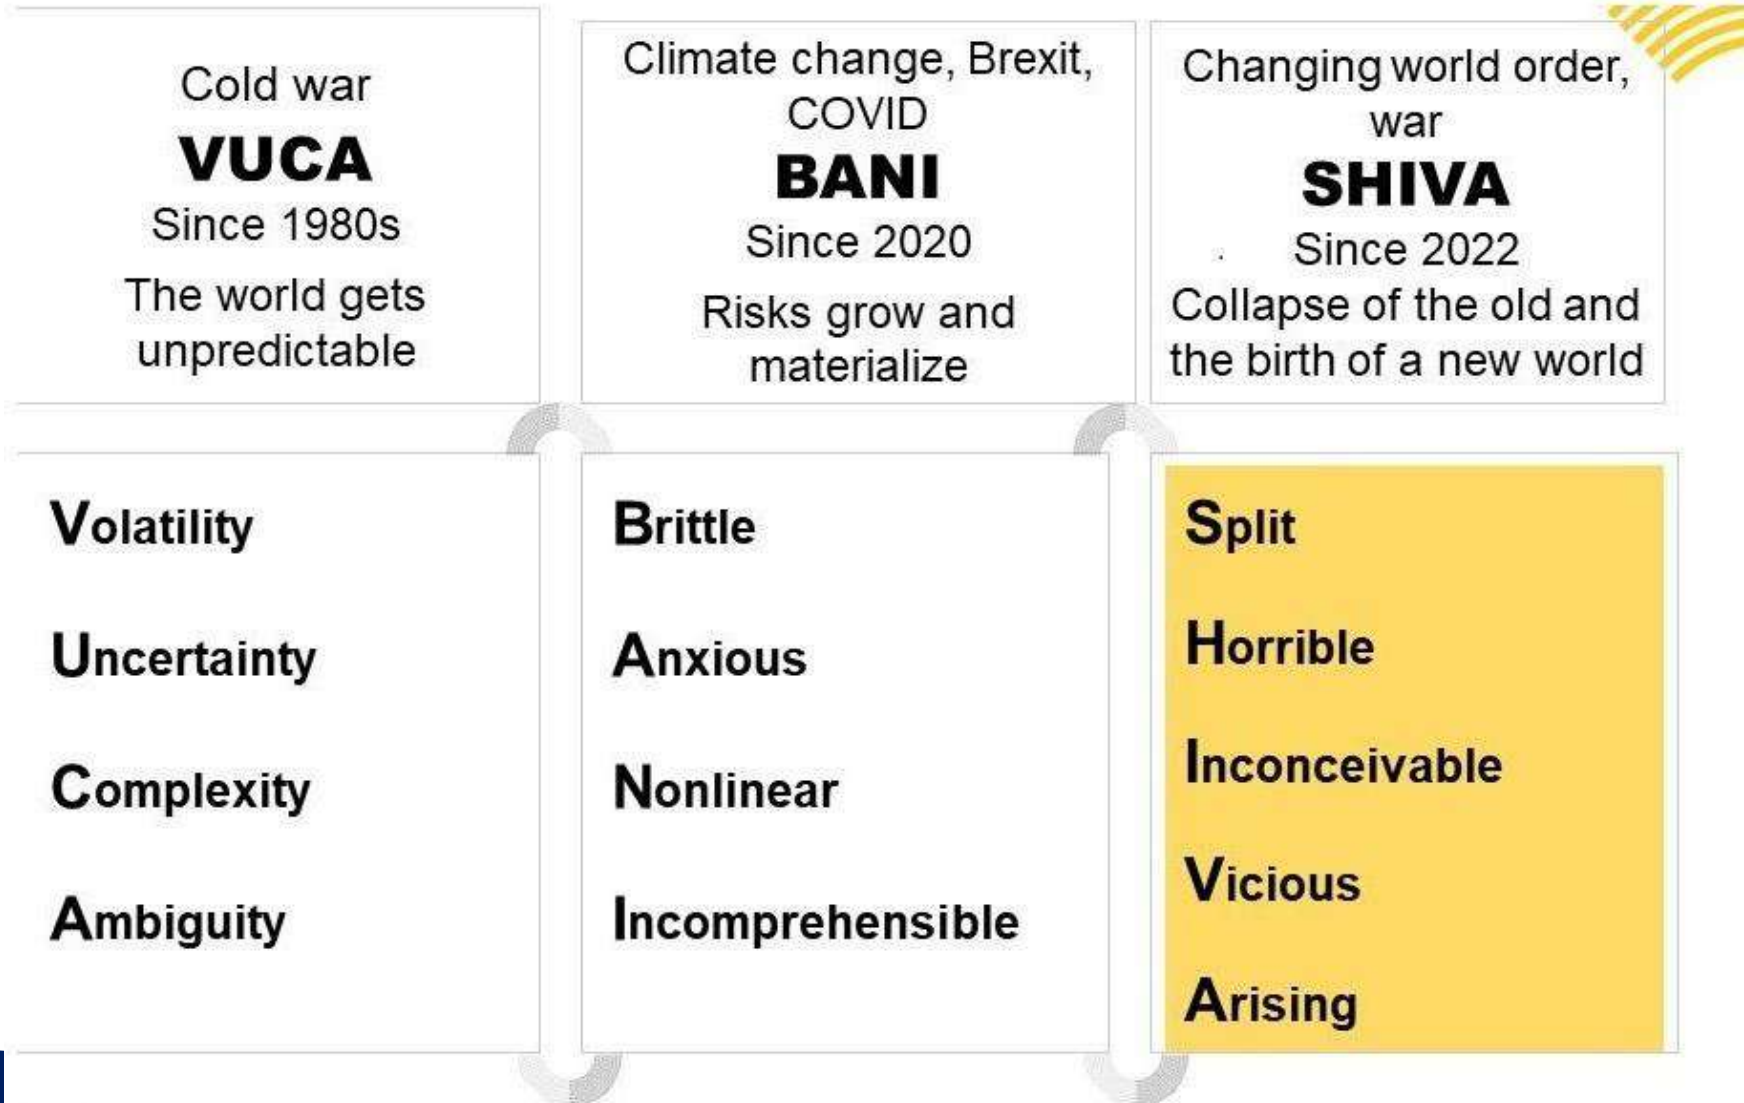 Cold war
VUCA
Since 1980s
The world gets
unpredictable
Climate change, Brexit,
COVID
BANI
Since 2020
Risks grow and
materialize
Changing world order,
war
SHIVA
Since 2022
Collapse of the old and
the birth of a new world
Volatility
Uncertainty
Complexity
Ambiguity
Brittle
Anxious
Nonlinear
Incomprehensible
Split
Horrible
Inconceivable
Vicious
Arising